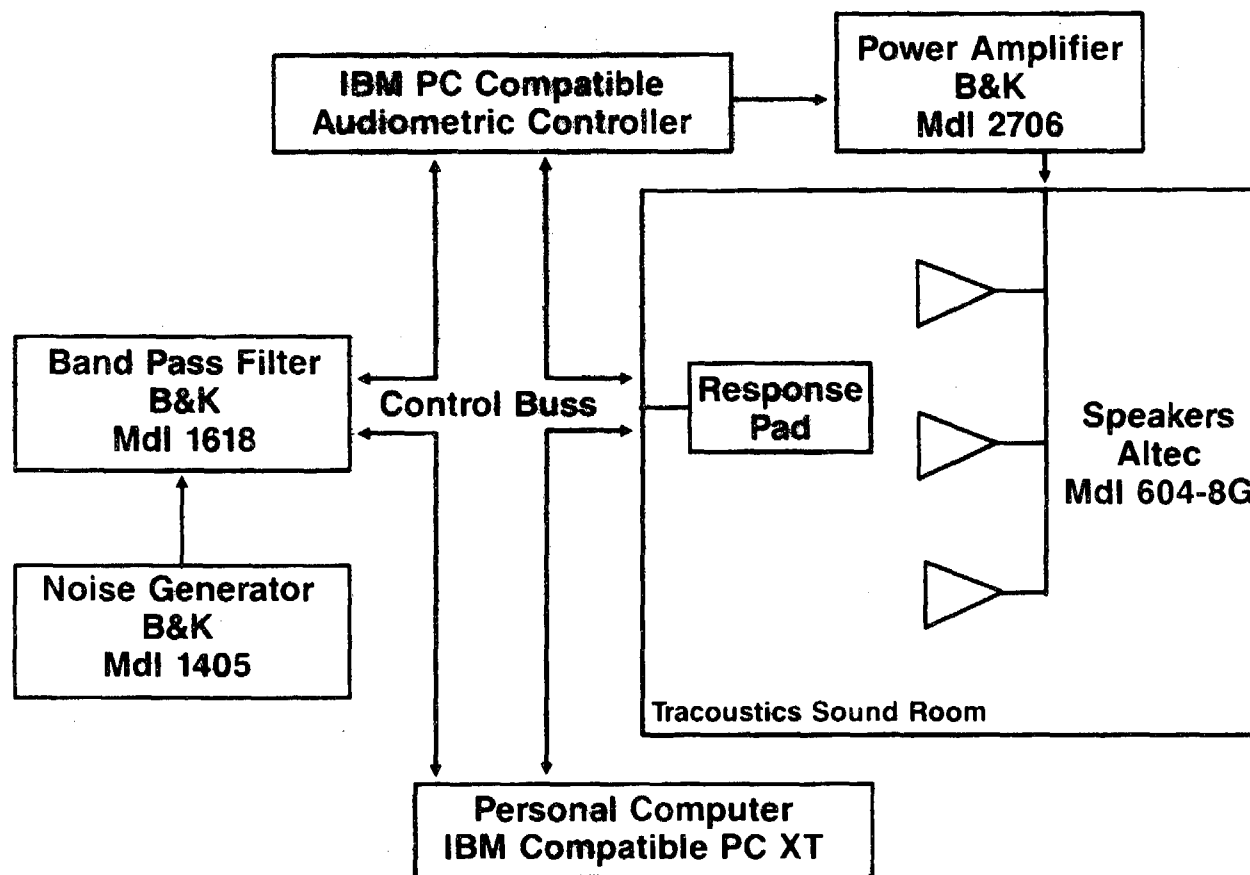 IBM PC Compatible
Audiometric Controller
Power Amplifier
B&K
Mdl 2706
Band Pass Filter
B&K
Mdl 1618
Control Buss
Response
Pad
Speakers
Altec
Mdl 604-8G
Noise Generator
B&K
Mdl 1405
Tracoustics Sound Room
Personal Computer
IBM Compatible PC XT